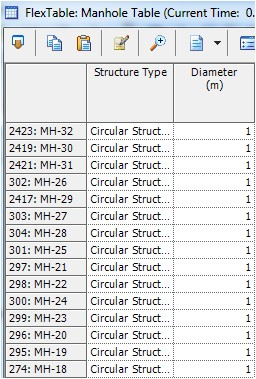 FlexTable: Manhole Table (Current Time: 0.
Structure Type Diameter
(m)
2423: MH-32 Circular Struct... 1
2419: MH-30 Circular Struct... 1
2421: MH-31 Circular Struct... 1
302: MH-26 Circular Struct... 1
2417: MH-29 Circular Struct... 1
303: MH-27 Circular Struct... 1
304: MH-28 Circular Struct... 1
301: MH-25 Circular Struct... 1
297: MH-21 Circular Struct... 1
298: MH-22 Circular Struct... 1
300: MH-24 Circular Struct... 1
299: MH-23 Circular Struct... 1
296: MH-20 Circular Struct... 1
295: MH-19 Circular Struct... 1
274: MH-18 Circular Struct... 1